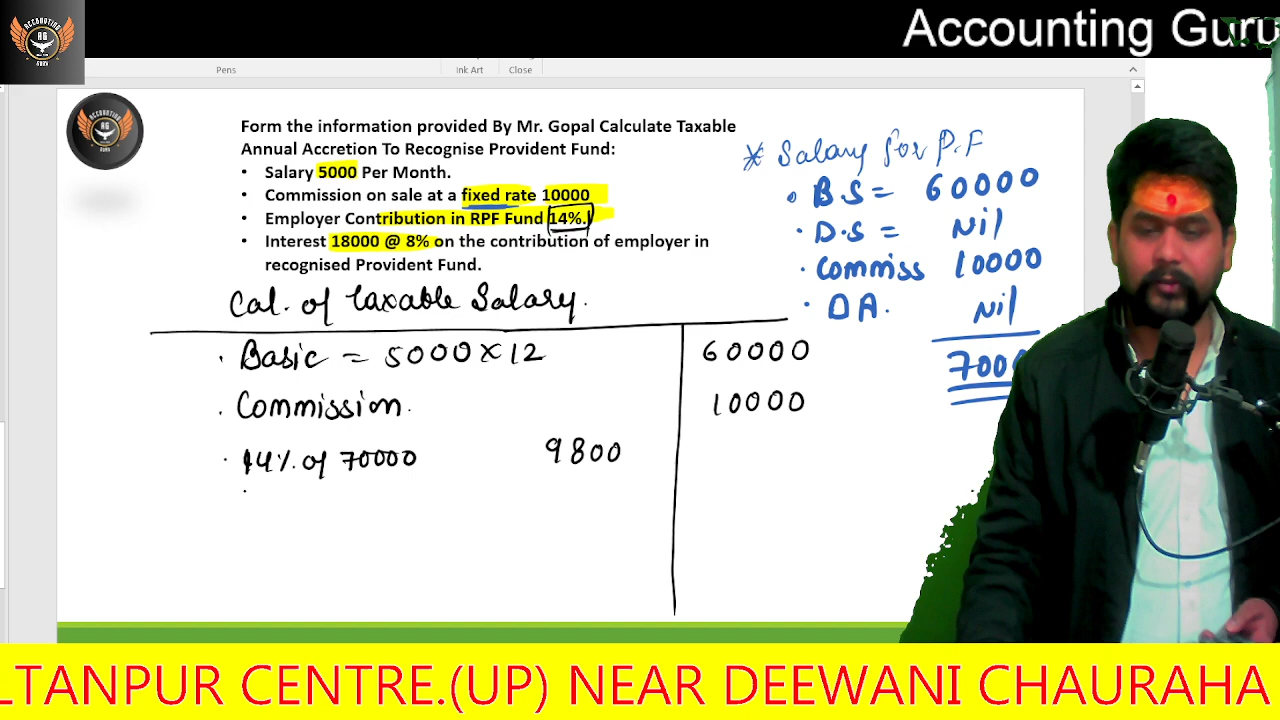 Accounting Guru
Pens
Ink Art
Close
ACCOUNTING
AG
GURU
Form the information provided By Mr. Gopal Calculate Taxable
Annual Accretion To Recognise Provident Fund:
• Salary 5000 Per Month.
• Commission on sale at a fixed rate 10000
• Employer Contribution in RPF Fund 14%.
• Interest 18000 @ 8% on the contribution of employer in
recognised Provident Fund.
* Salary for P.F
• B.S = 60000
• D.S = Nil
• Commiss 10000
• DA. Nil
7000
Cal. of Taxable Salary.
• Basic = 5000 X 12 60000
• Commission. 10000
• 14% of 70000 9800
LTANPUR CENTRE.(UP) NEAR DEEWANI CHAURAHA